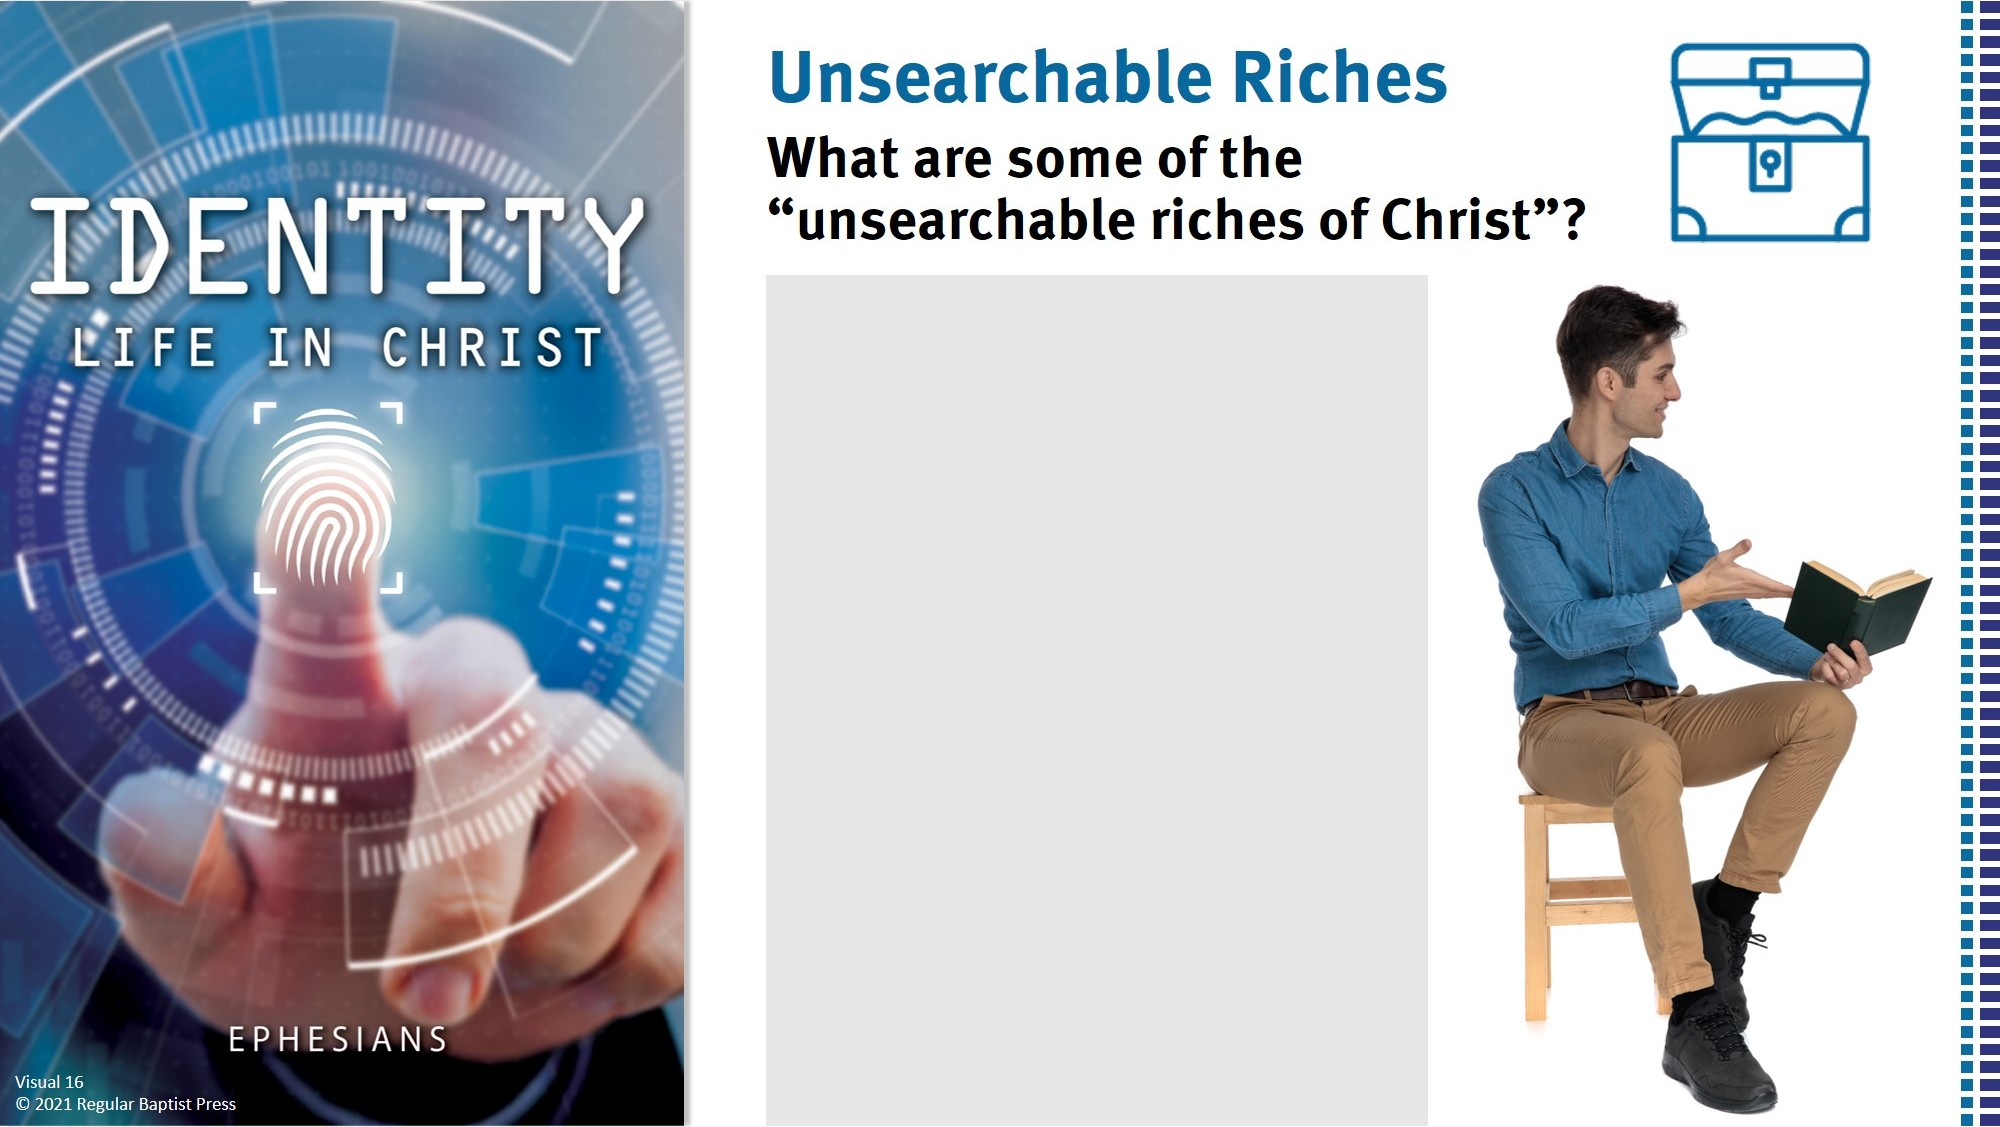 IDENTITY
LIFE IN CHRIST
EPHESIANS
Visual 16
© 2021 Regular Baptist Press
Unsearchable Riches
What are some of the
“unsearchable riches of Christ”?